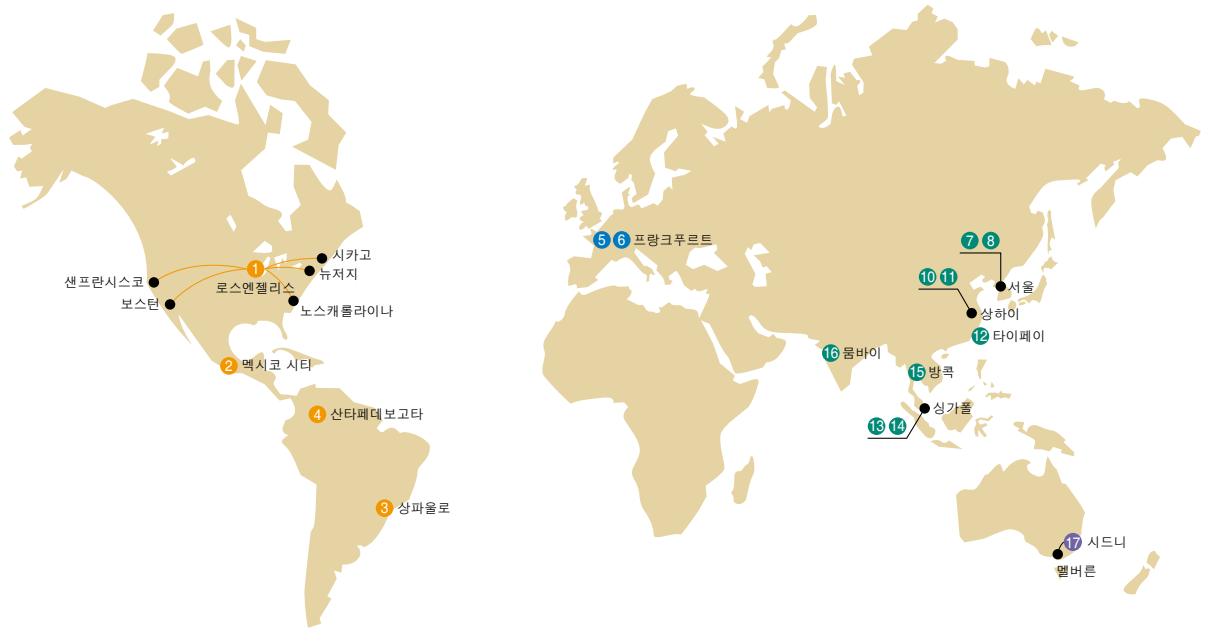 시카고
1
뉴저지
샌프란시스코
로스엔젤리스
보스턴
노스캐롤라이나
2 멕시코 시티
4 산타페데보고타
3 상파울로
5 6 프랑크푸르트
7 8
서울
10 11
상하이
12 타이페이
16 뭄바이
15 방콕
싱가폴
13 14
17 시드니
멜버른